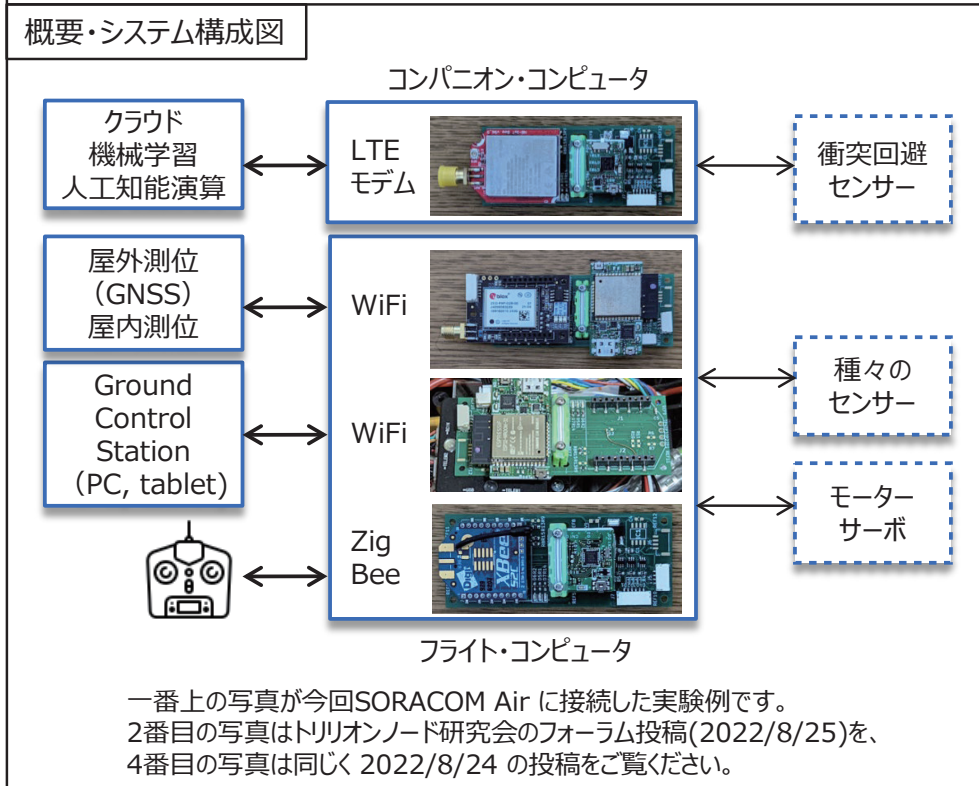 概要・システム構成図
コンパニオン・コンピュータ
クラウド
機械学習
人工知能演算
LTE
モデム
衝突回避
センサー
屋外測位
（GNSS）
屋内測位
WiFi
種々の
センサー
Ground
Control
Station
（PC, tablet)
WiFi
モーター
サーボ
Zig
Bee
Digi
XBee
S2C
フライト・コンピュータ
一番上の写真が今回SORACOM Air に接続した実験例です。
2番目の写真はトリリオンノード研究会のフォーラム投稿(2022/8/25)を、
4番目の写真は同じく 2022/8/24 の投稿をご覧ください。